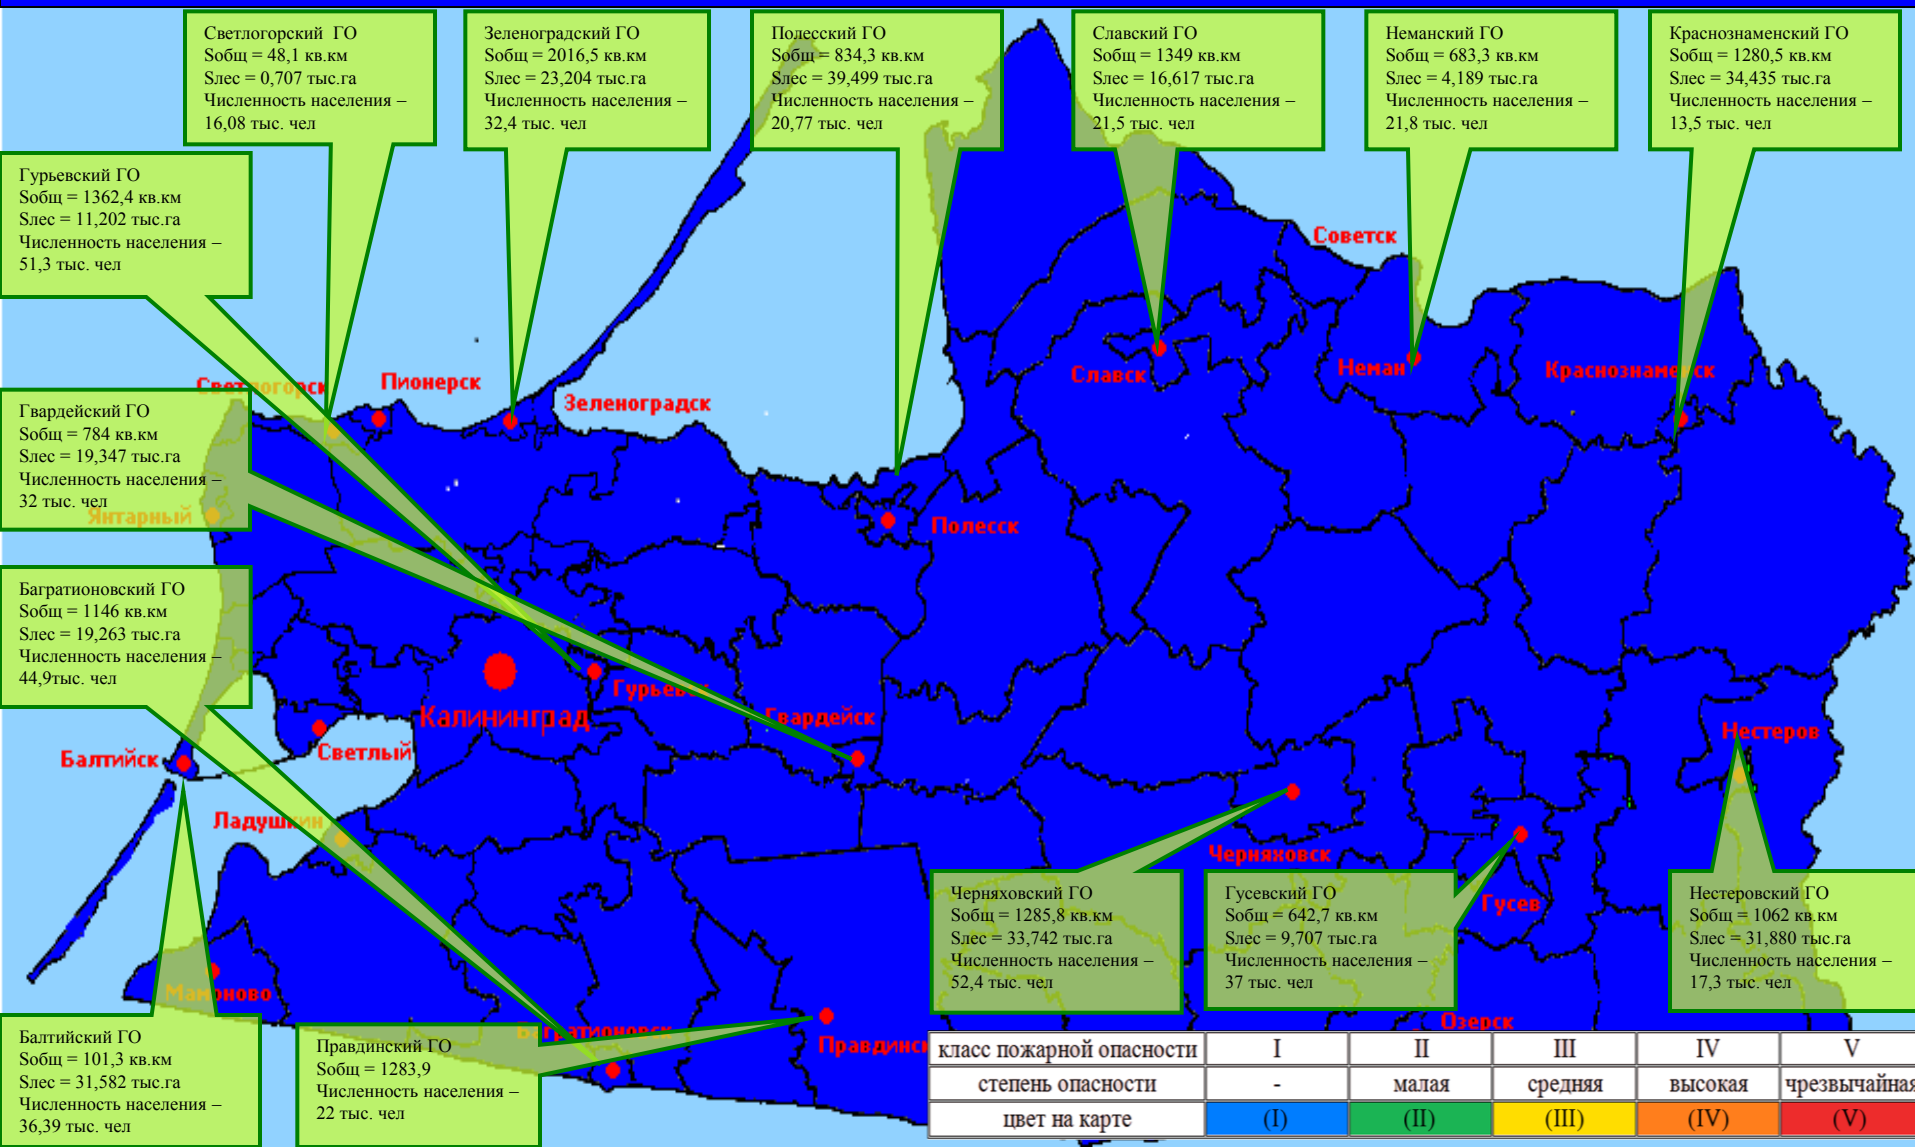 Светлогорский ГО
Sобщ = 48,1 кв.км
Sлес = 0,707 тыс.га
Численность населения –
16,08 тыс. чел
Зеленоградский ГО
Sобщ = 2016,5 кв.км
Sлес = 23,204 тыс.га
Численность населения –
32,4 тыс. чел
Полесский ГО
Sобщ = 834,3 кв.км
Sлес = 39,499 тыс.га
Численность населения –
20,77 тыс. чел
Славский ГО
Sобщ = 1349 кв.км
Sлес = 16,617 тыс.га
Численность населения –
21,5 тыс. чел
Неманский ГО
Sобщ = 683,3 кв.км
Sлес = 4,189 тыс.га
Численность населения –
21,8 тыс. чел
Краснознаменский ГО
Sобщ = 1280,5 кв.км
Sлес = 34,435 тыс.га
Численность населения –
13,5 тыс. чел
Гурьевский ГО
Sобщ = 1362,4 кв.км
Sлес = 11,202 тыс.га
Численность населения –
51,3 тыс. чел
Советск
Славск
Неман
Краснознаменск
Светлогорск
Пионерск
Зеленоградск
Гвардейский ГО
Sобщ = 784 кв.км
Sлес = 19,347 тыс.га
Численность населения –
32 тыс. чел
Янтарный
Полесск
Багратионовский ГО
Sобщ = 1146 кв.км
Sлес = 19,263 тыс.га
Численность населения –
44,9тыс. чел
Гурьевск
Калининград
Гвардейск
Нестеров
Балтийск
Светлый
Ладушкин
Черняховск
Гусев
Черняховский ГО
Sобщ = 1285,8 кв.км
Sлес = 33,742 тыс.га
Численность населения –
52,4 тыс. чел
Гусевский ГО
Sобщ = 642,7 кв.км
Sлес = 9,707 тыс.га
Численность населения –
37 тыс. чел
Нестеровский ГО
Sобщ = 1062 кв.км
Sлес = 31,880 тыс.га
Численность населения –
17,3 тыс. чел
Мамоново
Багратионовск
Правдинск
Озерск
Балтийский ГО
Sобщ = 101,3 кв.км
Sлес = 31,582 тыс.га
Численность населения –
36,39 тыс. чел
Правдинский ГО
Sобщ = 1283,9
Численность населения –
22 тыс. чел
класс пожарной опасности I II III IV V
степень опасности - малая средняя высокая чрезвычайная
цвет на карте (I) (II) (III) (IV) (V)